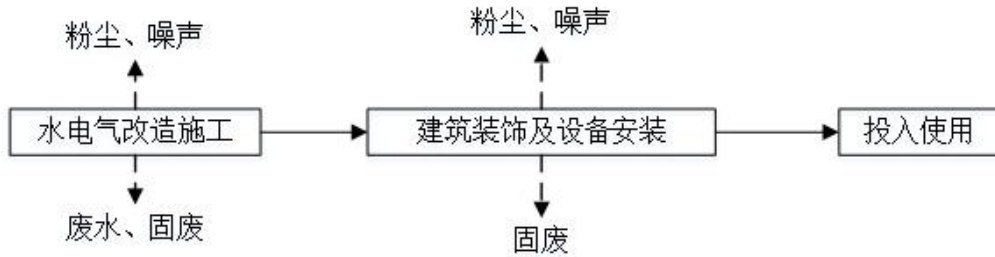 粉尘、噪声
粉尘、噪声
水电气改造施工
建筑装饰及设备安装
投入使用
废水、固废
固废